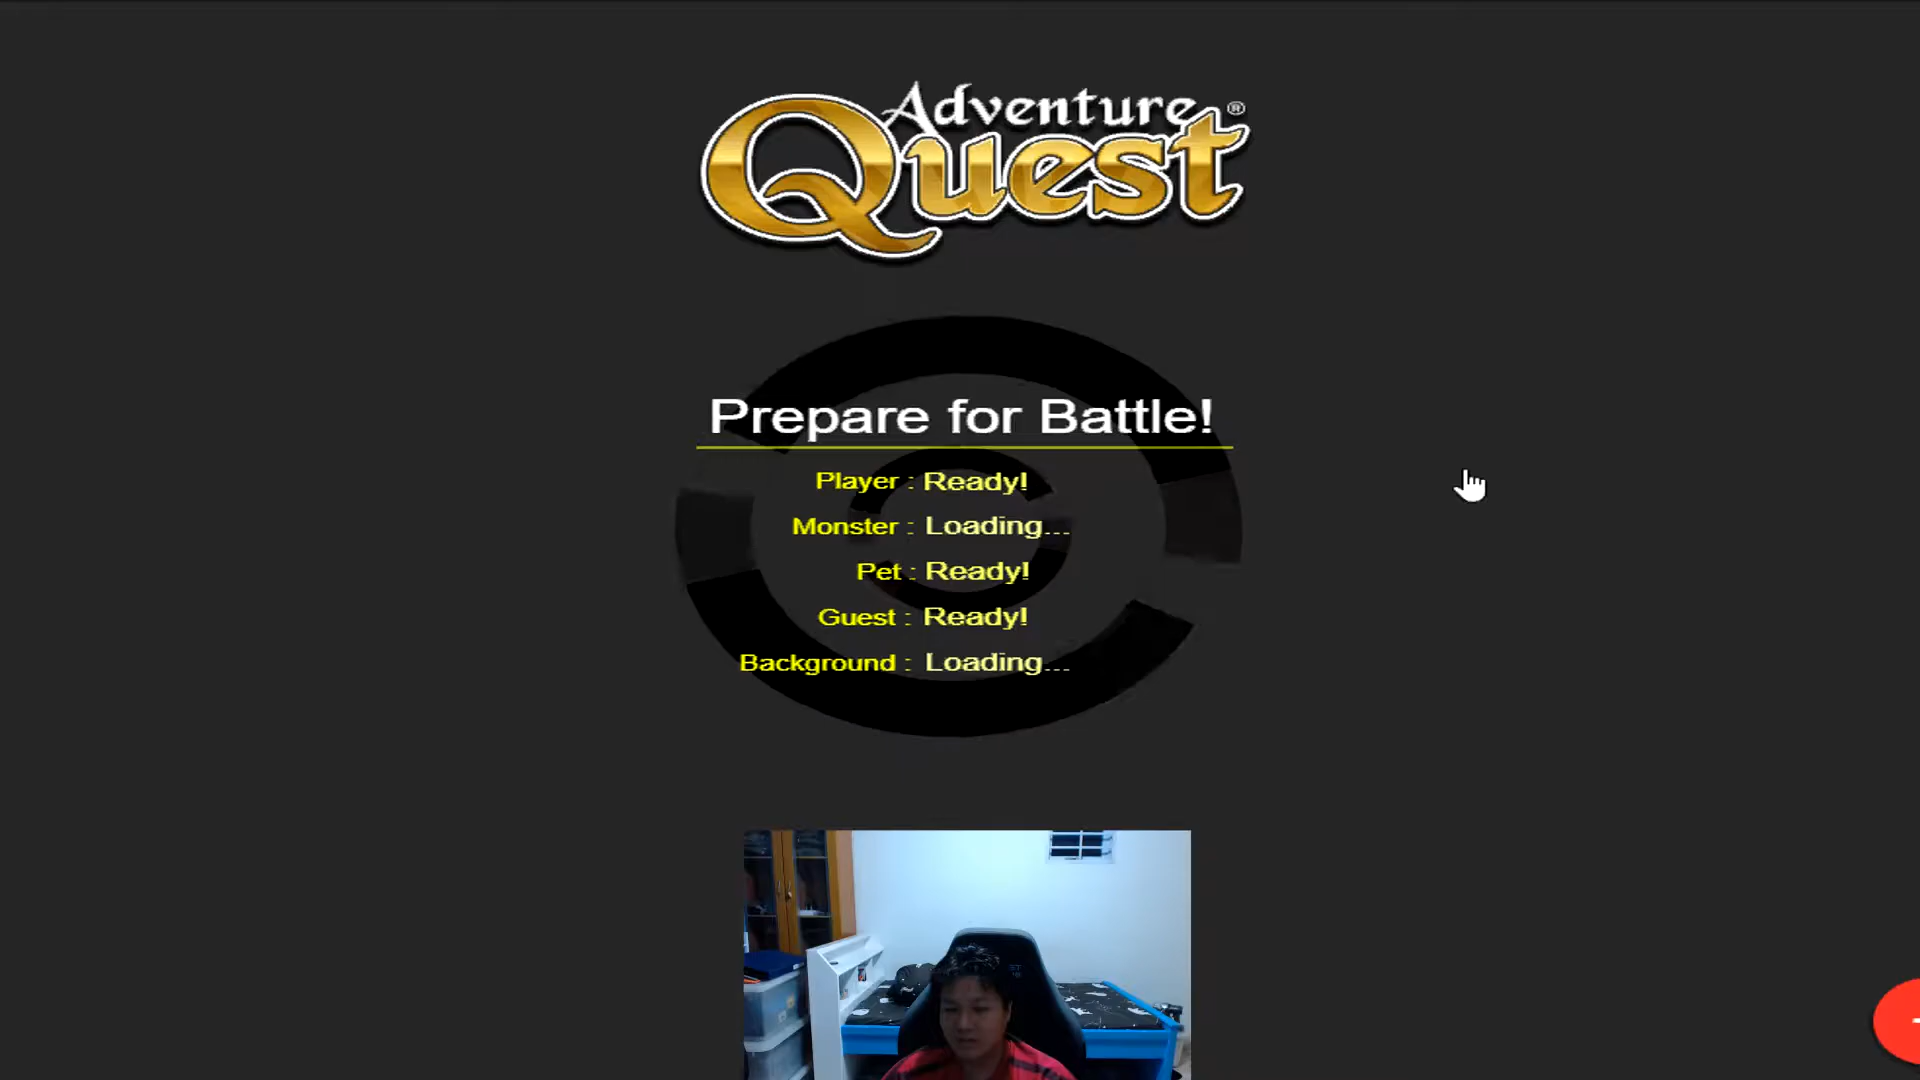 Adventure
Quest®
Prepare for Battle!
Player : Ready!
Monster : Loading...
Pet : Ready!
Guest : Ready!
Background : Loading...